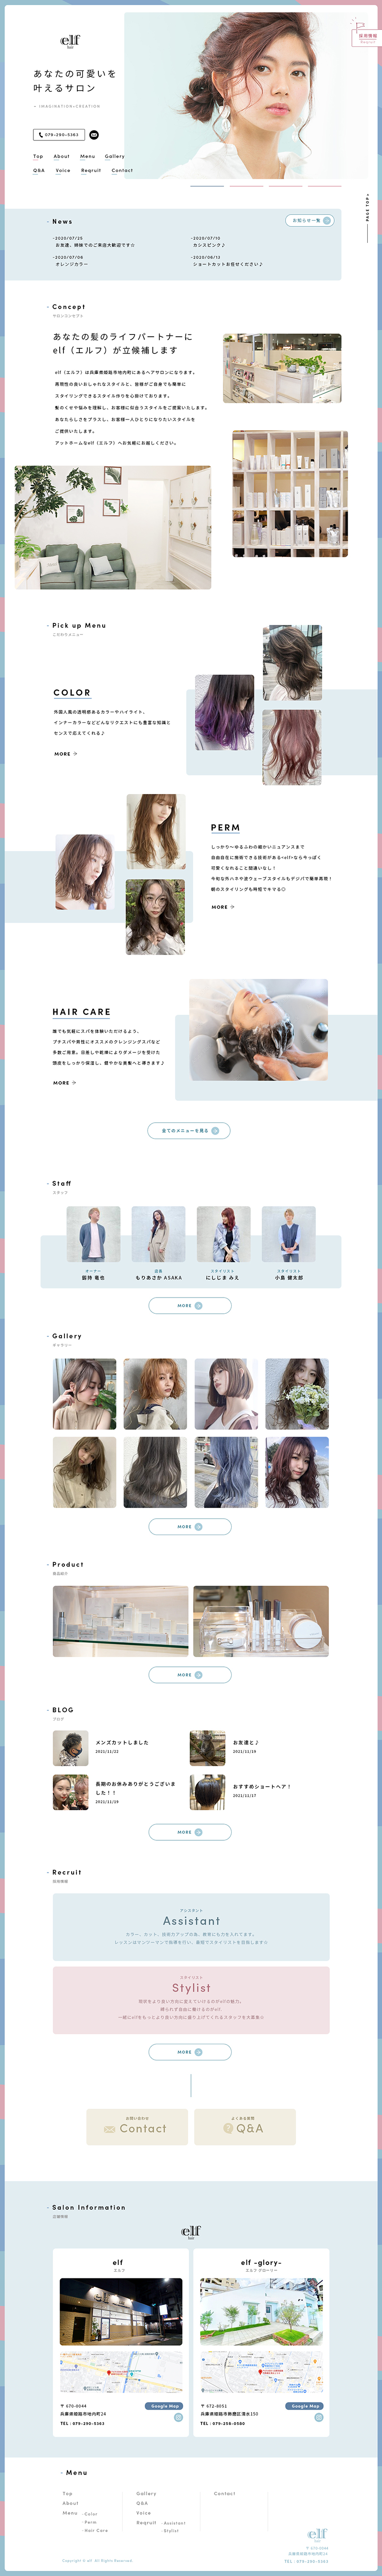 elf
hair
採用情報
Recruit
あなたの可愛いを
叶えるサロン
IMAGINATION×CREATION
079-290-5363
Top About Menu Gallery
Q&A Voice Reqruit Contact
PAGE TOP
News
お知らせ一覧
2020/07/25
お友達、姉妹でのご来店大歓迎です☆
2020/07/10
カシスピンク♪
2020/07/06
オレンジカラー
2020/06/13
ショートカットお任せください♪
Concept
サロンコンセプト
あなたの髪のライフパートナーに
elf（エルフ）が立候補します
elf（エルフ）は兵庫県姫路市坊内町にあるヘアサロンになります。
再現性の良いおしゃれなスタイルと、皆様がご自身でも簡単に
スタイリングできるスタイル作りを心掛けております。
髪のくせや悩みを理解し、お客様に似合うスタイルをご提案いたします。
あなたらしさをプラスし、お客様一人ひとりになりたいスタイルを
ご提供いたします。
アットホームなelf（エルフ）へお気軽にお越しください。
Pick up Menu
こだわりメニュー
COLOR
外国人風の透明感あるカラーやハイライト、
インナーカラーなどどんなリクエストにも豊富な知識と
センスで応えてくれる♪
MORE
PERM
しっかり～ゆるふわの細かいニュアンスまで
自由自在に施術できる技術がある<elf>なら今っぽく
可愛くなれること間違いなし！
今旬な外ハネや波ウェーブスタイルもデジパで簡単再現！
朝のスタイリングも時短でキマる◎
MORE
HAIR CARE
誰でも気軽にスパを体験いただけるよう、
プチスパや男性にオススメのクレンジングスパなど
多数ご用意。日差しや乾燥によりダメージを受けた
頭皮をしっかり保湿し、健やかな美髪へと導きます♪
MORE
全てのメニューを見る
Staff
スタッフ
オーナー
店長
もりあさか ASAKA
スタイリスト
にしじま みえ
スタイリスト
小島 健太郎
MORE
Gallery
ギャラリー
MORE
Product
商品紹介
MORE
BLOG
ブログ
メンズカットしました
2021/11/22
お友達と♪
2021/11/19
長期のお休みありがとうございま
した！！
2021/11/19
おすすめショートヘア！
2021/11/17
MORE
Recruit
採用情報
アシスタント
Assistant
カラー、カット、技術力アップの為、教育にも力を入れてます。
レッスンはマンツーマンで指導を行い、最短でスタイリストを目指します☆
スタイリスト
Stylist
現状をより良い方向に変えていけるのがelfの魅力。
縛られず自由に働けるのがelf.
一緒にelfをもっとより良い方向に盛り上げてくれるスタッフを大募集☆
MORE
お問い合わせ
Contact
よくある質問
Q&A
Salon Information
店舗情報
elf
hair
elf
エルフ
〒 670-0044
Google Map
兵庫県姫路市坊内町24
TEL : 079-290-5363
elf -glory-
エルフ グローリー
〒 672-8051
Google Map
兵庫県姫路市飾磨区清水150
TEL : 079-258-0580
Menu
Top
About
Menu
Color
Perm
Hair Care
Gallery
Q&A
Voice
Reqruit
Assistant
Stylist
Contact
elf
hair
〒 670-0044
兵庫県姫路市坊内町24
TEL : 079-290-5363
Copyright © elf. All Rights Reserved.